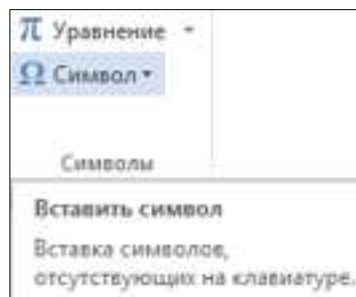 π Уравнение
Ω Символ
Символы
Вставить символ
Вставка символов,
отсутствующих на клавиатуре.